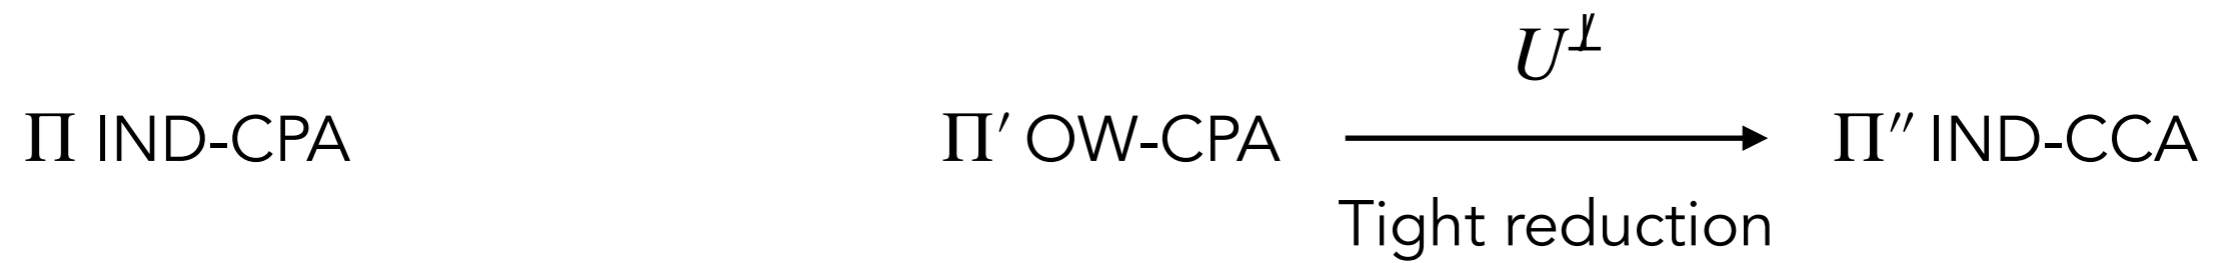 U^⊥̸
Π IND-CPA Π′ OW-CPA Π″ IND-CCA
Tight reduction